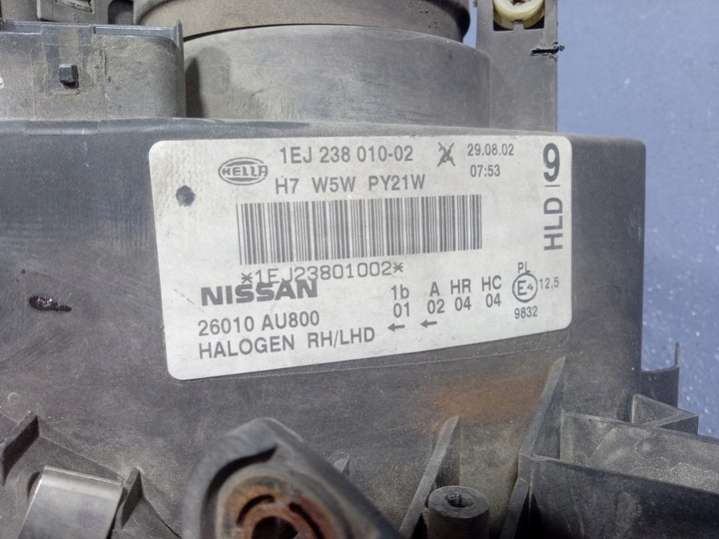 HELLA
1EJ 238 010-02
29.08.02
H7 W5W PY21W
07:53
HLD 9
*1EJ23801002*
NISSAN
1b A HR HC PL
01 02 04 04 E4 12,5
26010 AU800
9832
HALOGEN RH/LHD ← ←